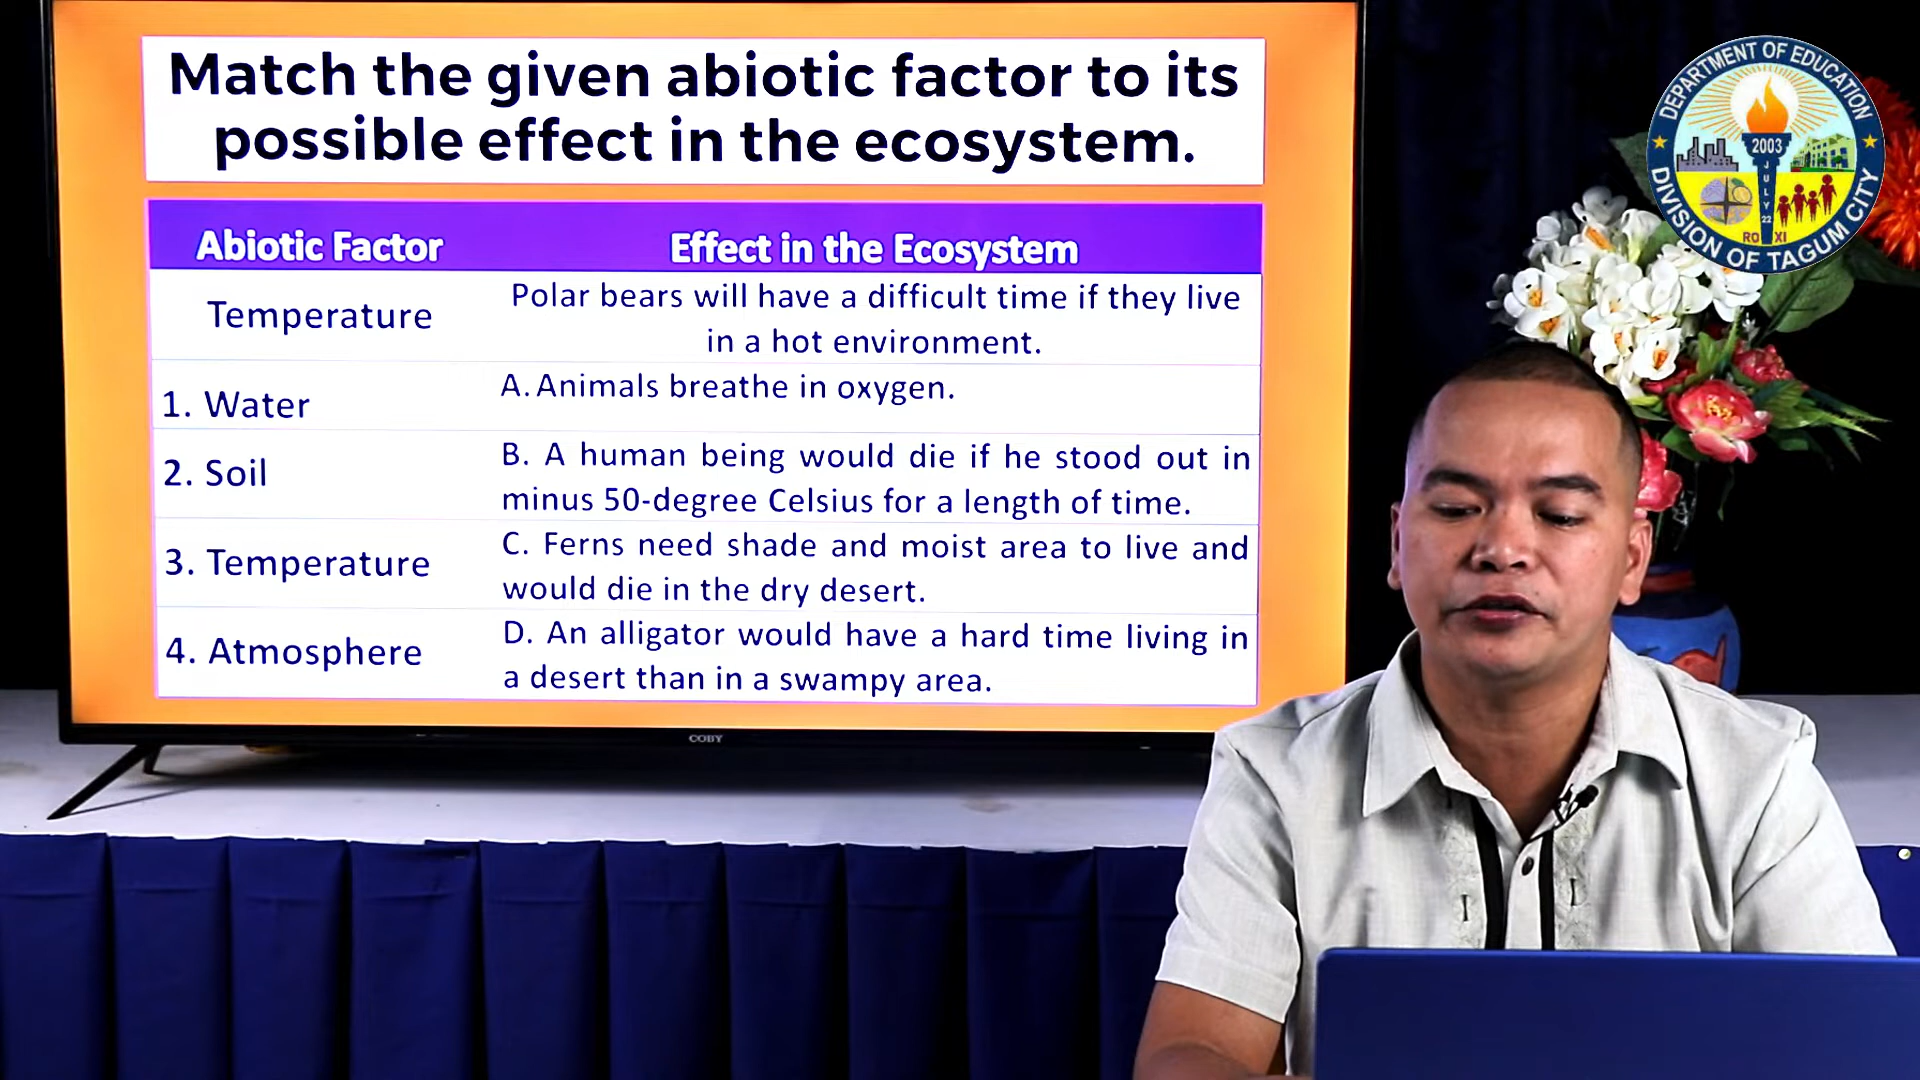 Match the given abiotic factor to its
possible effect in the ecosystem.
Abiotic Factor Effect in the Ecosystem
Temperature Polar bears will have a difficult time if they live
in a hot environment.
1. Water A. Animals breathe in oxygen.
2. Soil B. A human being would die if he stood out in
minus 50-degree Celsius for a length of time.
3. Temperature C. Ferns need shade and moist area to live and
would die in the dry desert.
4. Atmosphere D. An alligator would have a hard time living in
a desert than in a swampy area.
COBY
DEPARTMENT OF EDUCATION
2003
JULY 22
RO XI
DIVISION OF TAGUM CITY